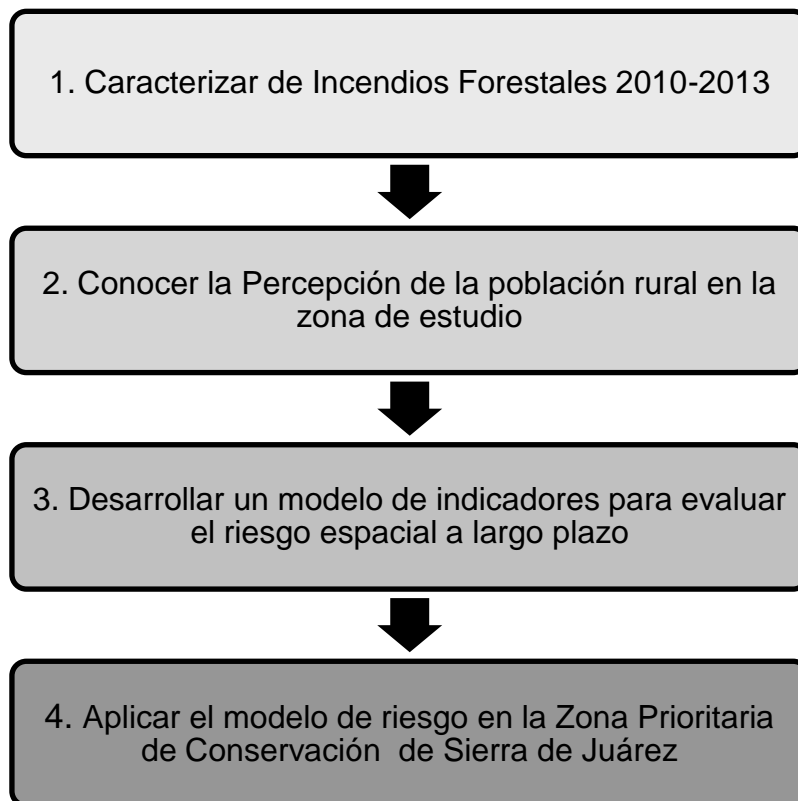 1. Caracterizar de Incendios Forestales 2010-2013
2. Conocer la Percepción de la población rural en la
zona de estudio
3. Desarrollar un modelo de indicadores para evaluar
el riesgo espacial a largo plazo
4. Aplicar el modelo de riesgo en la Zona Prioritaria
de Conservación  de Sierra de Juárez